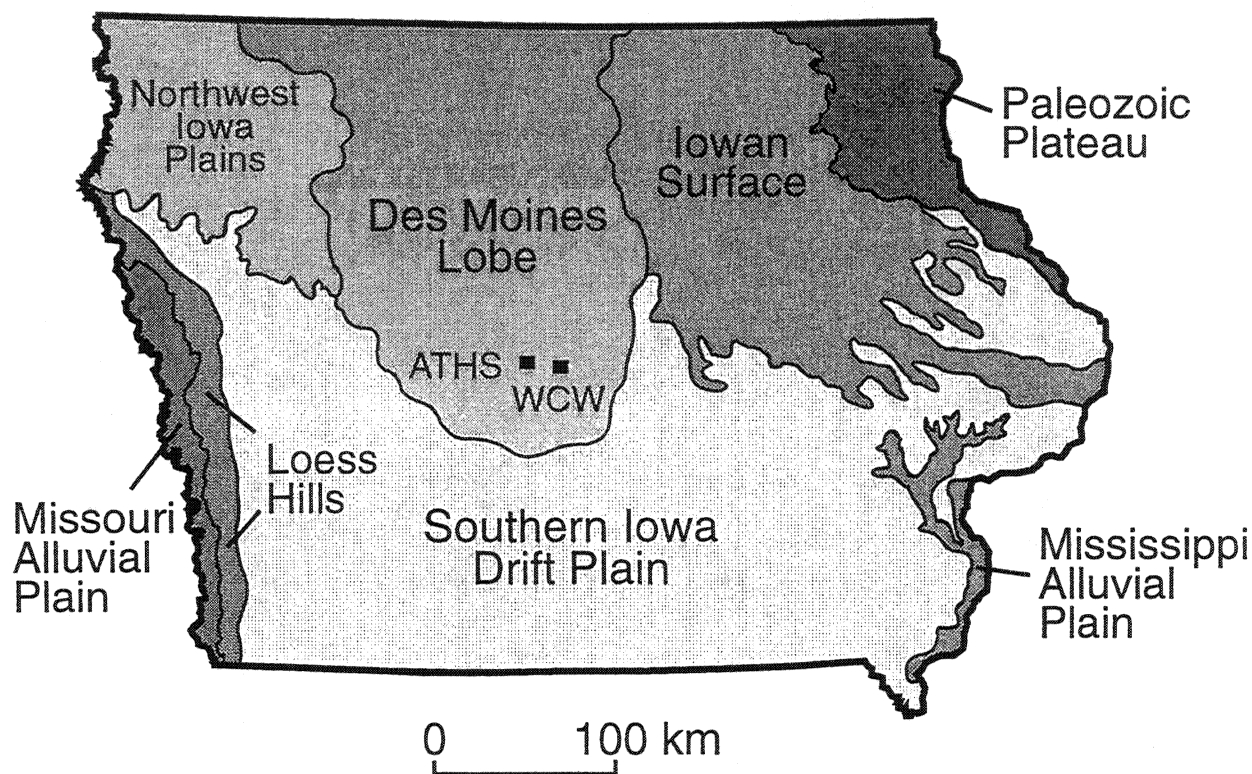 Northwest
Iowa
Plains
Des Moines
Lobe
Iowan
Surface
Paleozoic
Plateau
ATHS
WCW
Loess
Hills
Missouri
Alluvial
Plain
Southern Iowa
Drift Plain
Mississippi
Alluvial
Plain
0 100 km